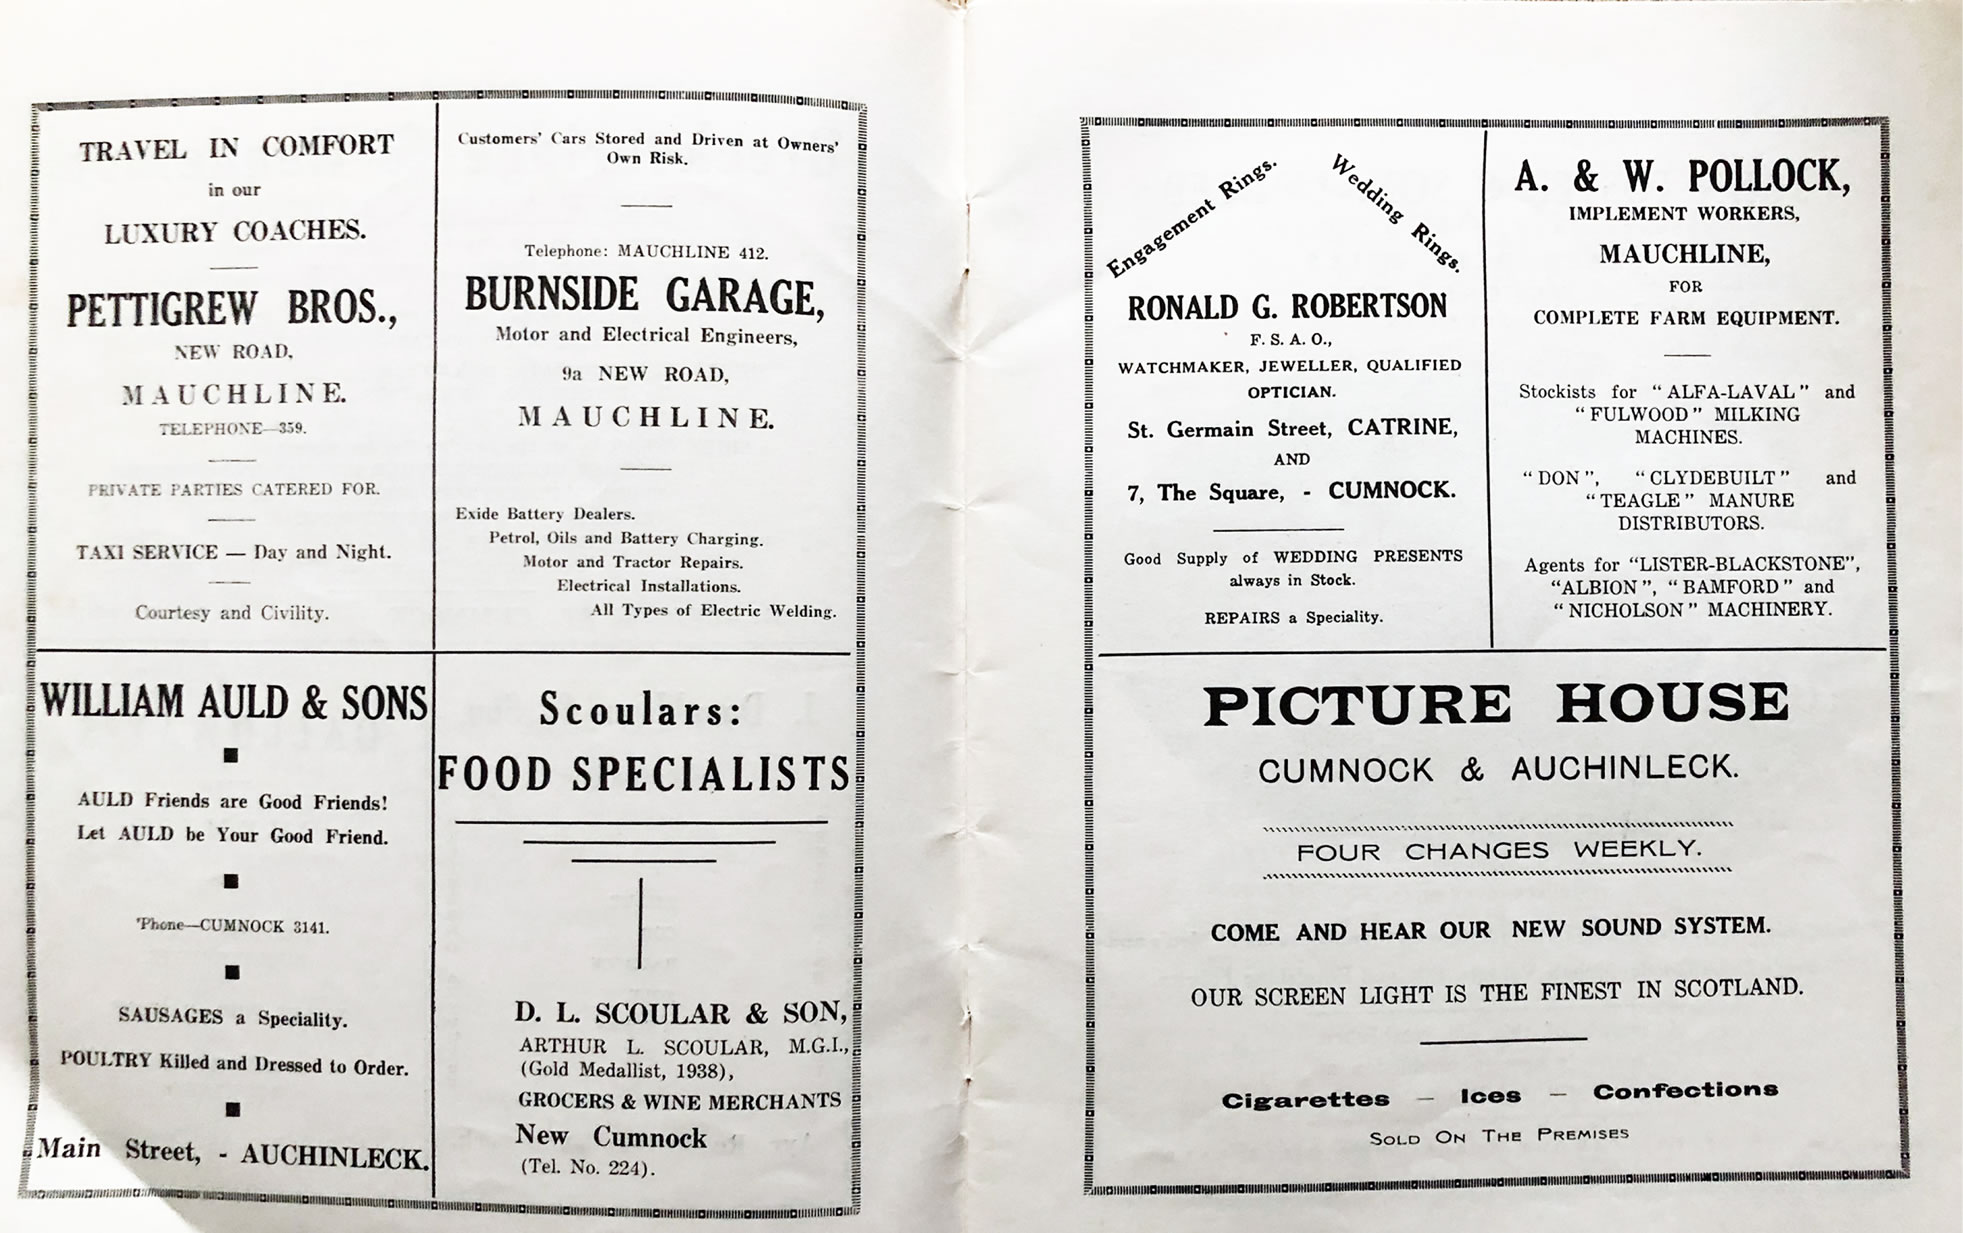 TRAVEL IN COMFORT
in our
LUXURY COACHES.
PETTIGREW BROS.,
NEW ROAD,
MAUCHLINE.
TELEPHONE—359.
PRIVATE PARTIES CATERED FOR.
TAXI SERVICE — Day and Night.
Courtesy and Civility.
Customers' Cars Stored and Driven at Owners'
Own Risk.
Telephone: MAUCHLINE 412.
BURNSIDE GARAGE,
Motor and Electrical Engineers,
9a NEW ROAD,
MAUCHLINE.
Exide Battery Dealers.
Petrol, Oils and Battery Charging.
Motor and Tractor Repairs.
Electrical Installations.
All Types of Electric Welding.
WILLIAM AULD & SONS
AULD Friends are Good Friends!
Let AULD be Your Good Friend.
'Phone—CUMNOCK 3141.
SAUSAGES a Speciality.
POULTRY Killed and Dressed to Order.
Main Street, - AUCHINLECK.
Scoulars:
FOOD SPECIALISTS
D. L. SCOULAR & SON,
ARTHUR L. SCOULAR, M.G.I.,
(Gold Medallist, 1938),
GROCERS & WINE MERCHANTS
New Cumnock
(Tel. No. 224).
Engagement Rings.
Wedding Rings.
RONALD G. ROBERTSON
F. S. A. O.,
WATCHMAKER, JEWELLER, QUALIFIED
OPTICIAN.
St. Germain Street, CATRINE,
AND
7, The Square, - CUMNOCK.
Good Supply of WEDDING PRESENTS
always in Stock.
REPAIRS a Speciality.
A. & W. POLLOCK,
IMPLEMENT WORKERS,
MAUCHLINE,
FOR
COMPLETE FARM EQUIPMENT.
Stockists for "ALFA-LAVAL" and
"FULWOOD" MILKING
MACHINES.
"DON", "CLYDEBUILT" and
"TEAGLE" MANURE
DISTRIBUTORS.
Agents for "LISTER-BLACKSTONE",
"ALBION", "BAMFORD" and
"NICHOLSON" MACHINERY.
PICTURE HOUSE
CUMNOCK & AUCHINLECK.
FOUR CHANGES WEEKLY.
COME AND HEAR OUR NEW SOUND SYSTEM.
OUR SCREEN LIGHT IS THE FINEST IN SCOTLAND.
Cigarettes – Ices – Confections
SOLD ON THE PREMISES